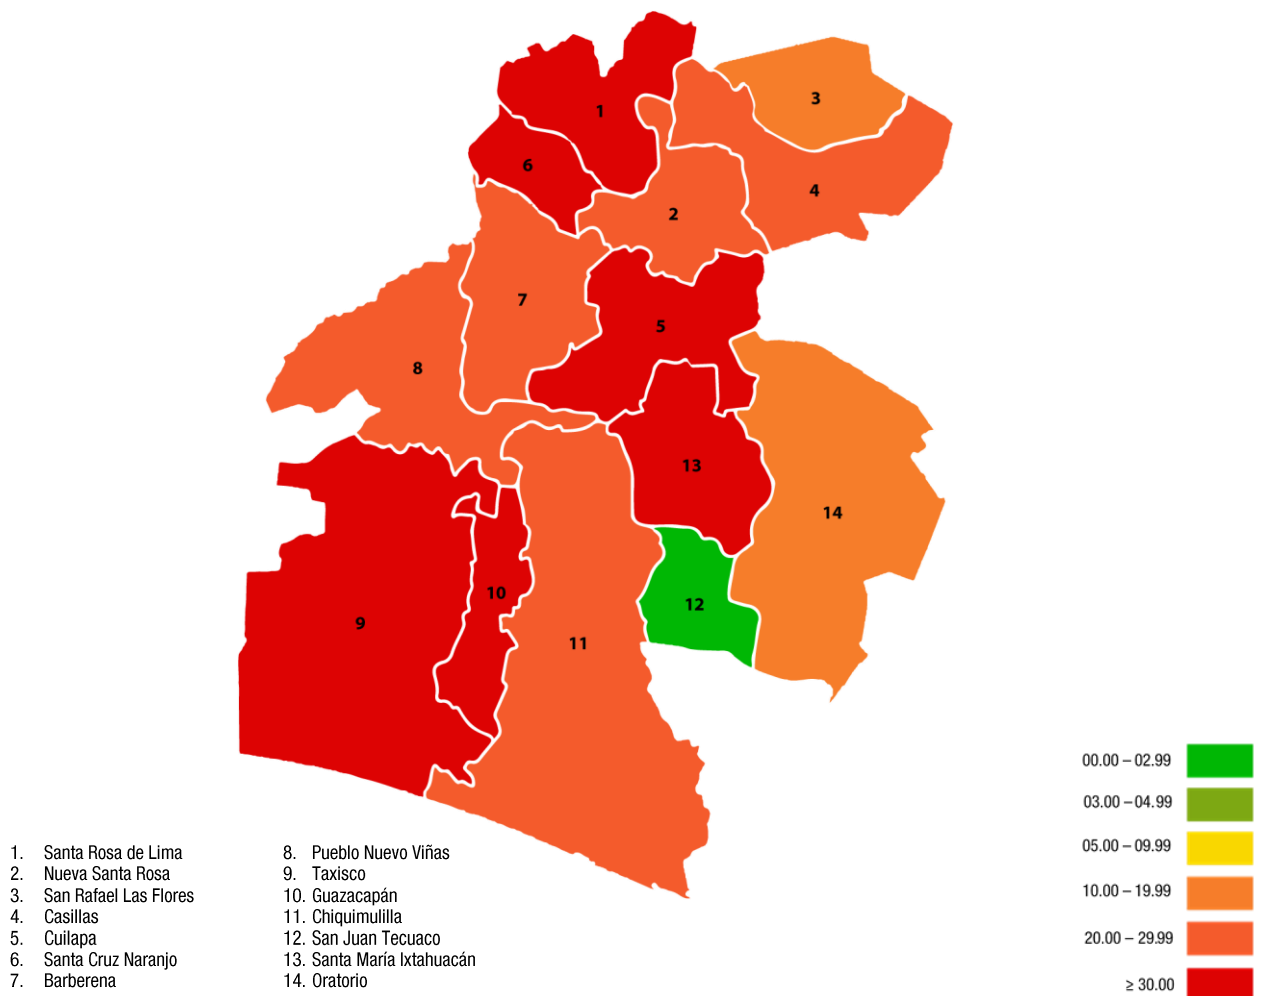 1
3
6
4
2
7
5
8
13
14
10
12
9
11
00.00 – 02.99
03.00 – 04.99
05.00 – 09.99
10.00 – 19.99
20.00 – 29.99
≥ 30.00
1. Santa Rosa de Lima
2. Nueva Santa Rosa
3. San Rafael Las Flores
4. Casillas
5. Cuilapa
6. Santa Cruz Naranjo
7. Barberena
8. Pueblo Nuevo Viñas
9. Taxisco
10. Guazacapán
11. Chiquimulilla
12. San Juan Tecuaco
13. Santa María Ixtahuacán
14. Oratorio